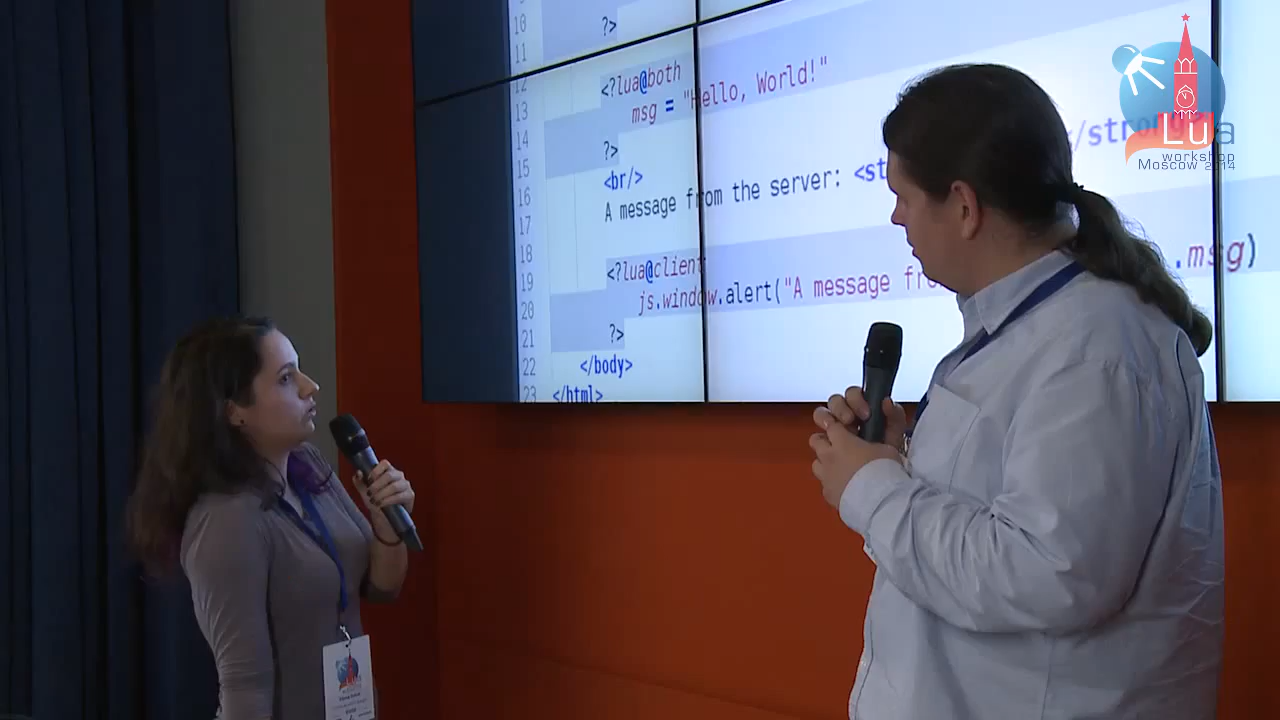 10
?>
11
12 <?lua@both
13 msg = "Hello, World!"
14
?>
15
<br/>
16
A message from the server: <st
</strong>
17
18
<?lua@client
19
js.window.alert("A message fro
.msg)
20
21 ?>
22 </body>
23 </html>
Lua
workshop
Moscow 2014